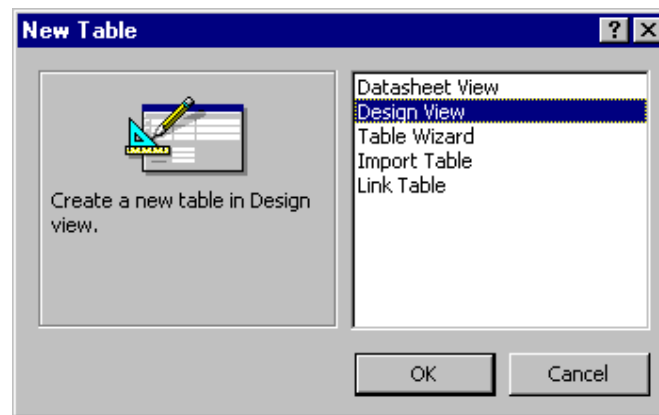 New Table
Create a new table in Design
view.
Datasheet View
Design View
Table Wizard
Import Table
Link Table
OK
Cancel